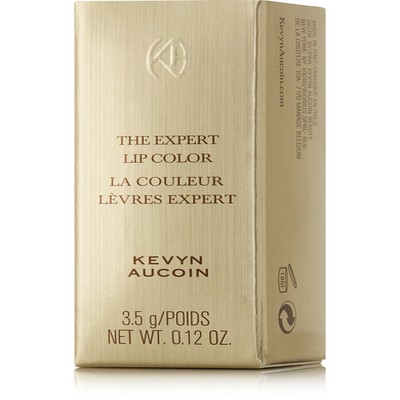 THE EXPERT
LIP COLOR
LA COULEUR
LÈVRES EXPERT
KEVYN
AUCOIN
3.5 g/POIDS
NET WT. 0.12 OZ.
KevynAucoin.com
18M